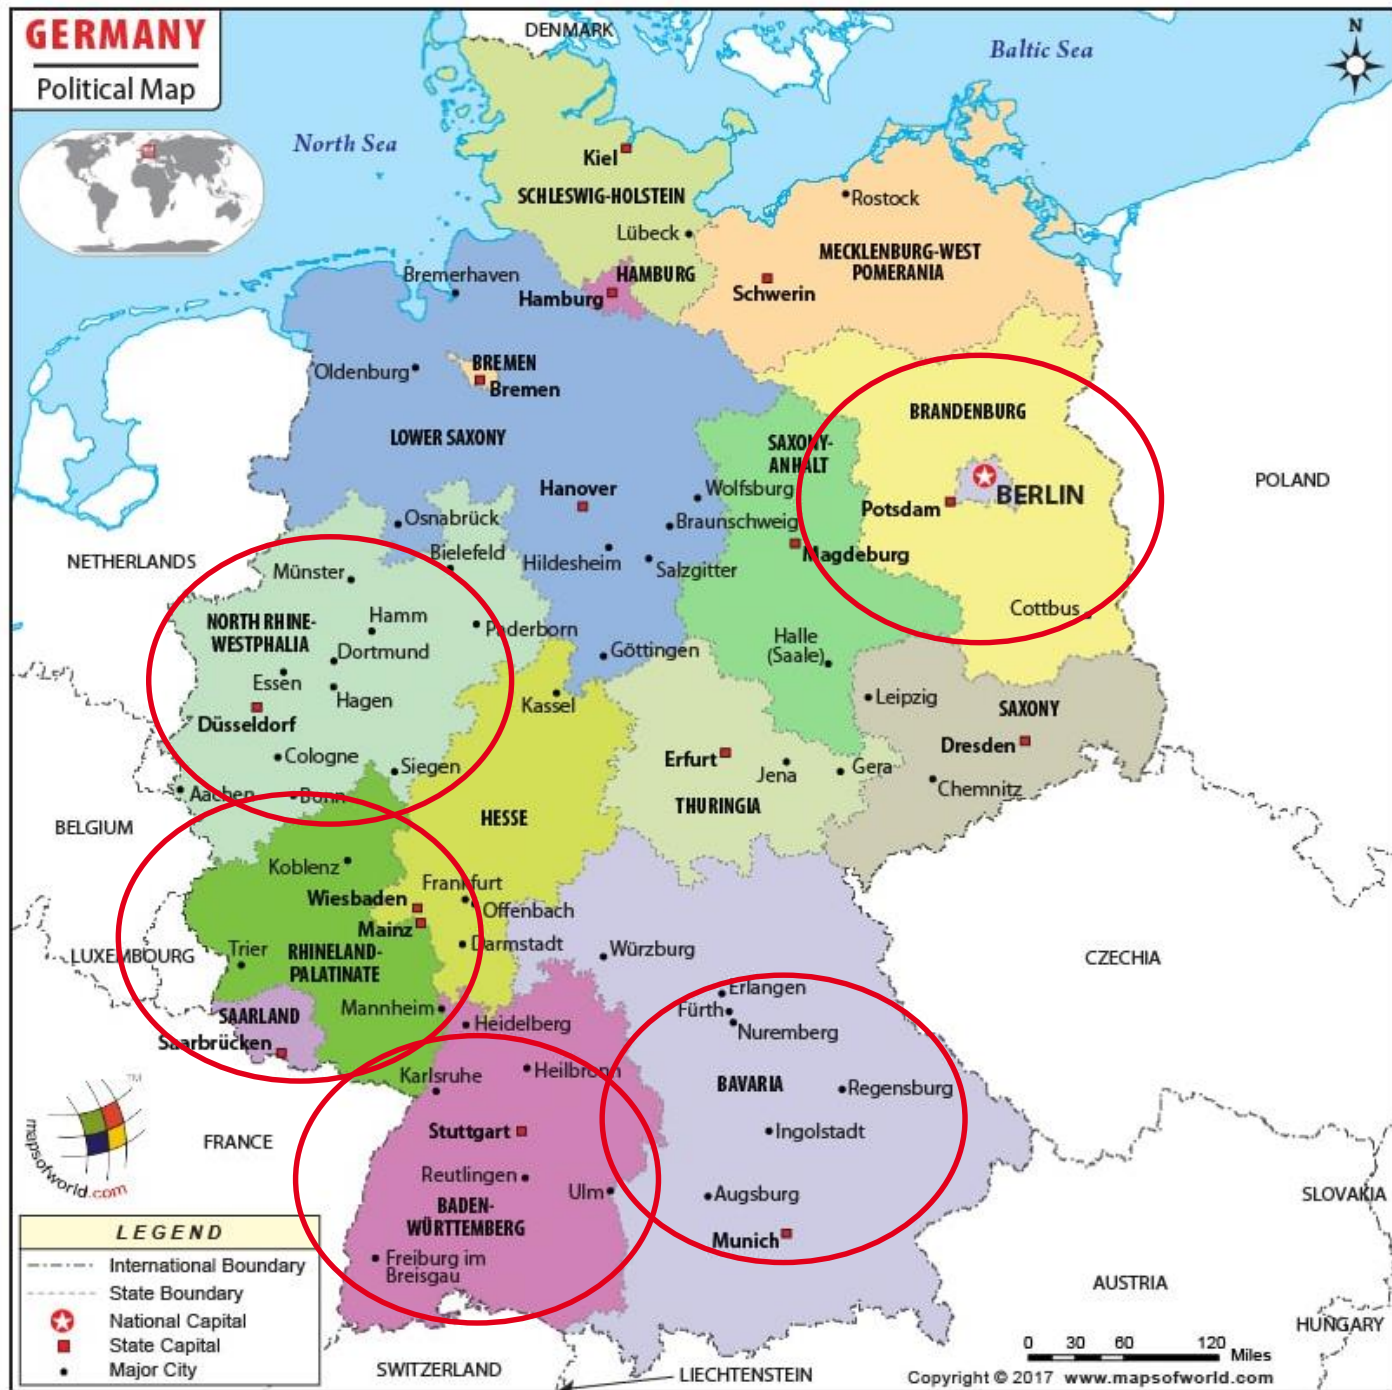 GERMANY
Political Map
DENMARK
Baltic Sea
N
North Sea
Kiel
SCHLESWIG-HOLSTEIN
Rostock
Lübeck
MECKLENBURG-WEST
POMERANIA
Bremerhaven
HAMBURG
Hamburg
Schwerin
Oldenburg
BREMEN
Bremen
BRANDENBURG
LOWER SAXONY
SAXONY-
ANHALT
POLAND
Hanover
Wolfsburg
BERLIN
Potsdam
Osnabrück
Braunschweig
NETHERLANDS
Bielefeld
Hildesheim
Salzgitter
Magdeburg
Münster
Cottbus
NORTH RHINE-
WESTPHALIA
Hamm
Paderborn
Halle
(Saale)
Dortmund
Göttingen
Essen
Hagen
Kassel
Leipzig
SAXONY
Düsseldorf
Dresden
Cologne
Siegen
Erfurt
Jena
Gera
Aachen
Bonn
Chemnitz
BELGIUM
HESSE
THURINGIA
Koblenz
Frankfurt
Wiesbaden
Offenbach
Mainz
LUXEMBOURG
Trier
RHINELAND-
PALATINATE
Darmstadt
Würzburg
CZECHIA
Erlangen
SAARLAND
Mannheim
Fürth
Heidelberg
Nuremberg
Saarbrücken
Karlsruhe
Heilbronn
BAVARIA
Regensburg
TM
mapsofworld.com
FRANCE
Stuttgart
Ingolstadt
Reutlingen
Ulm
Augsburg
SLOVAKIA
BADEN-
WÜRTTEMBERG
Munich
Freiburg im
Breisgau
AUSTRIA
LEGEND
International Boundary
State Boundary
National Capital
State Capital
Major City
HUNGARY
SWITZERLAND
LIECHTENSTEIN
0 30 60 120
Miles
Copyright © 2017 www.mapsofworld.com